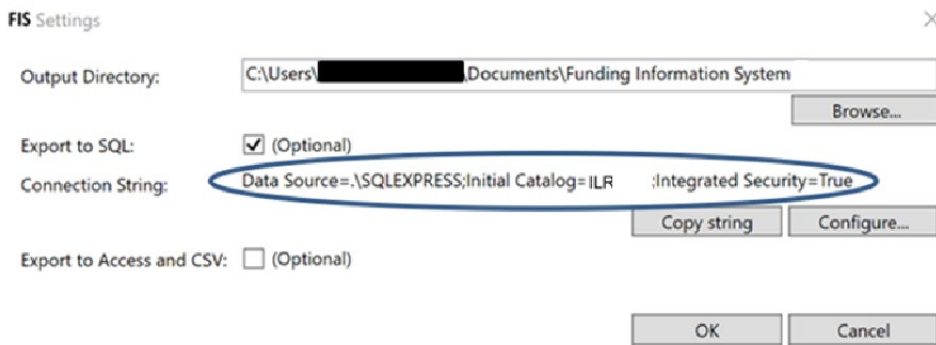 FIS Settings
Output Directory: C:\Users\ Documents\Funding Information System
Browse...
Export to SQL: (Optional)
Connection String: Data Source=.\SQLEXPRESS;Initial Catalog=ILR ;Integrated Security=True
Copy string Configure...
Export to Access and CSV: (Optional)
OK Cancel